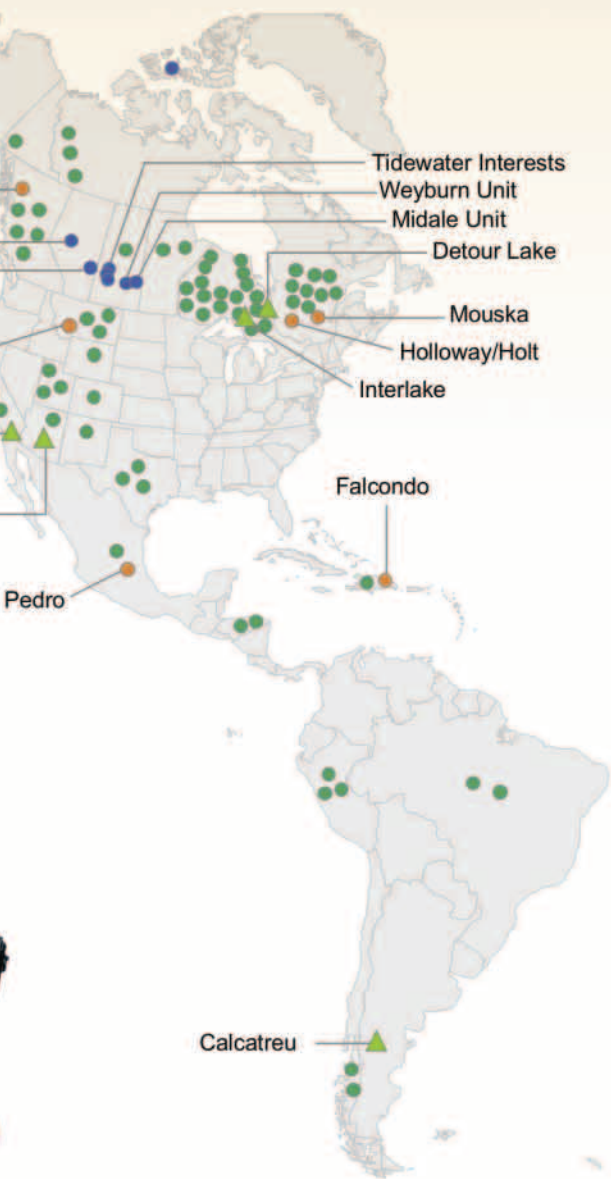 Tidewater Interests
Weyburn Unit
Midale Unit
Detour Lake
Mouska
Holloway/Holt
Interlake
Falcondo
Pedro
Calcatreu